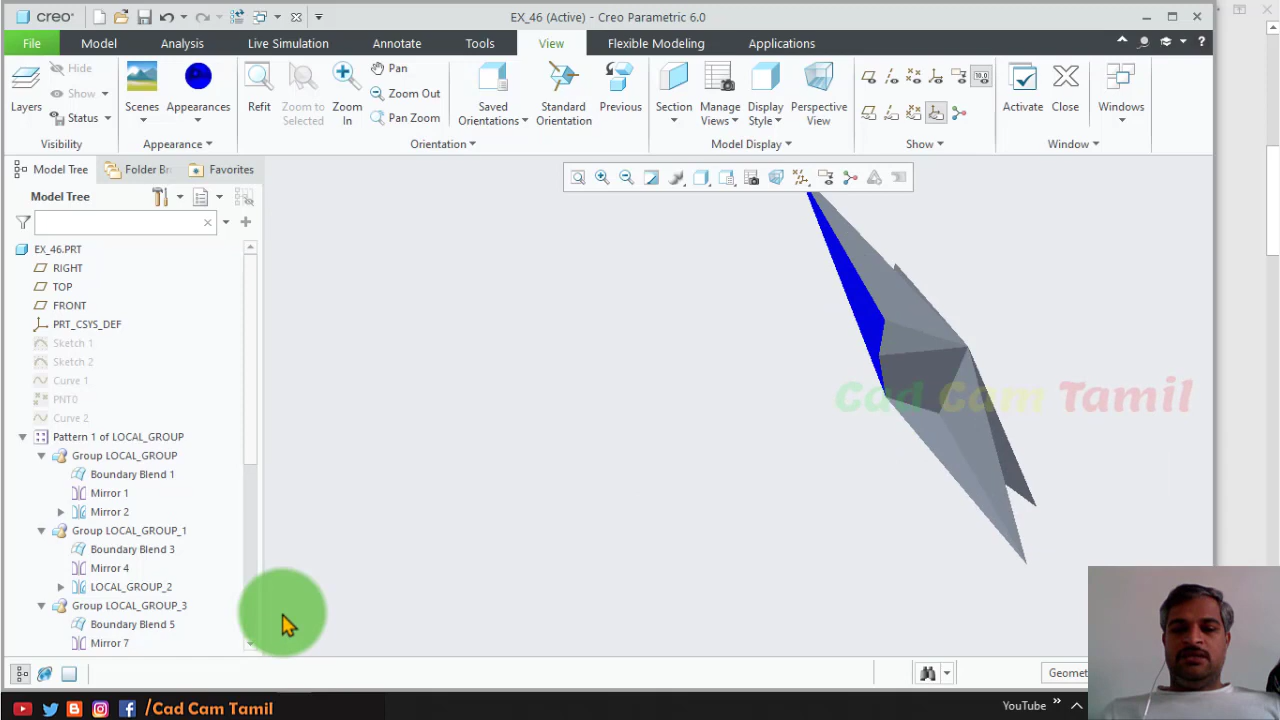 creo
EX_46 (Active) - Creo Parametric 6.0
File Model Analysis Live Simulation Annotate Tools View Flexible Modeling Applications
Layers
Hide
Show
Status
Visibility
Scenes
Appearances
Appearance
Refit
Zoom to Selected
Zoom In
Pan
Zoom Out
Pan Zoom
Saved Orientations
Standard Orientation
Previous
Orientation
Section
Manage Views
Display Style
Perspective View
Model Display
10.0
Show
Activate
Close
Windows
Window
Model Tree
Folder Br
Favorites
Model Tree
EX_46.PRT
RIGHT
TOP
FRONT
PRT_CSYS_DEF
Sketch 1
Sketch 2
Curve 1
PNT0
Curve 2
Pattern 1 of LOCAL_GROUP
Group LOCAL_GROUP
Boundary Blend 1
Mirror 1
Mirror 2
Group LOCAL_GROUP_1
Boundary Blend 3
Mirror 4
LOCAL_GROUP_2
Group LOCAL_GROUP_3
Boundary Blend 5
Mirror 7
Cad Cam Tamil
Geomet
/Cad Cam Tamil
YouTube